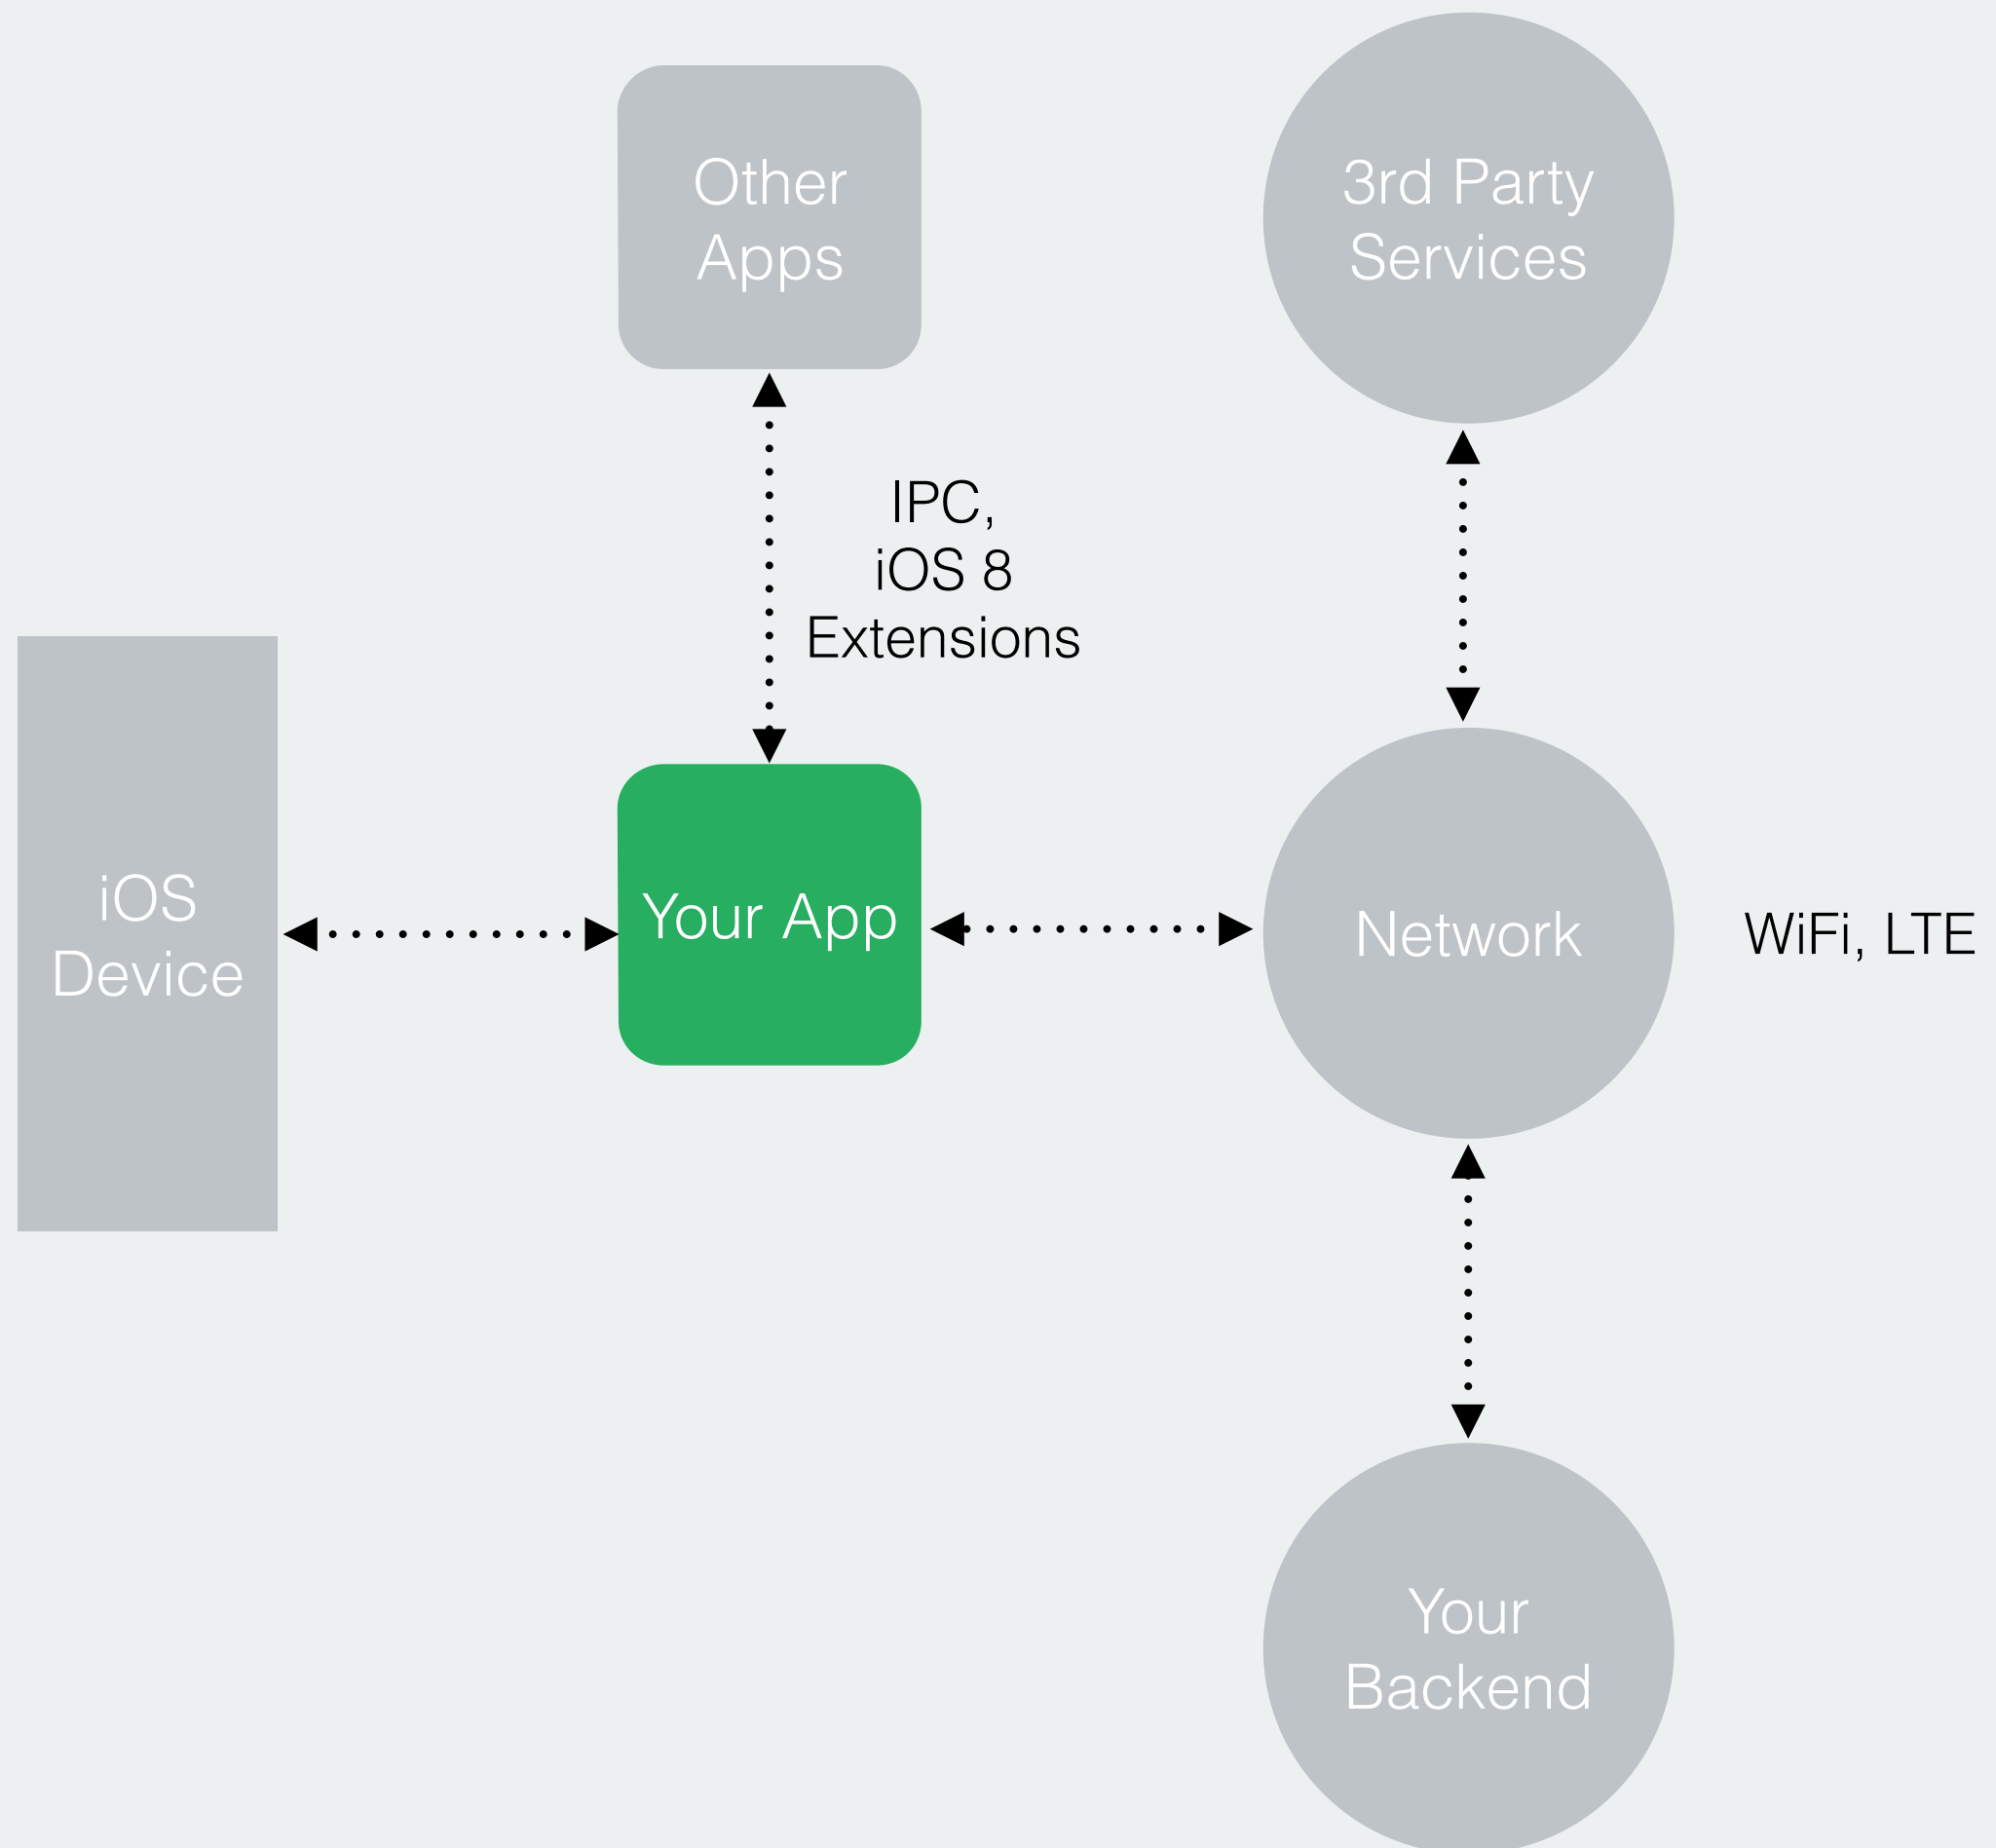 Other
Apps
3rd Party
Services
IPC,
iOS 8
Extensions
iOS
Device
Your App
Network
WiFi, LTE
Your
Backend